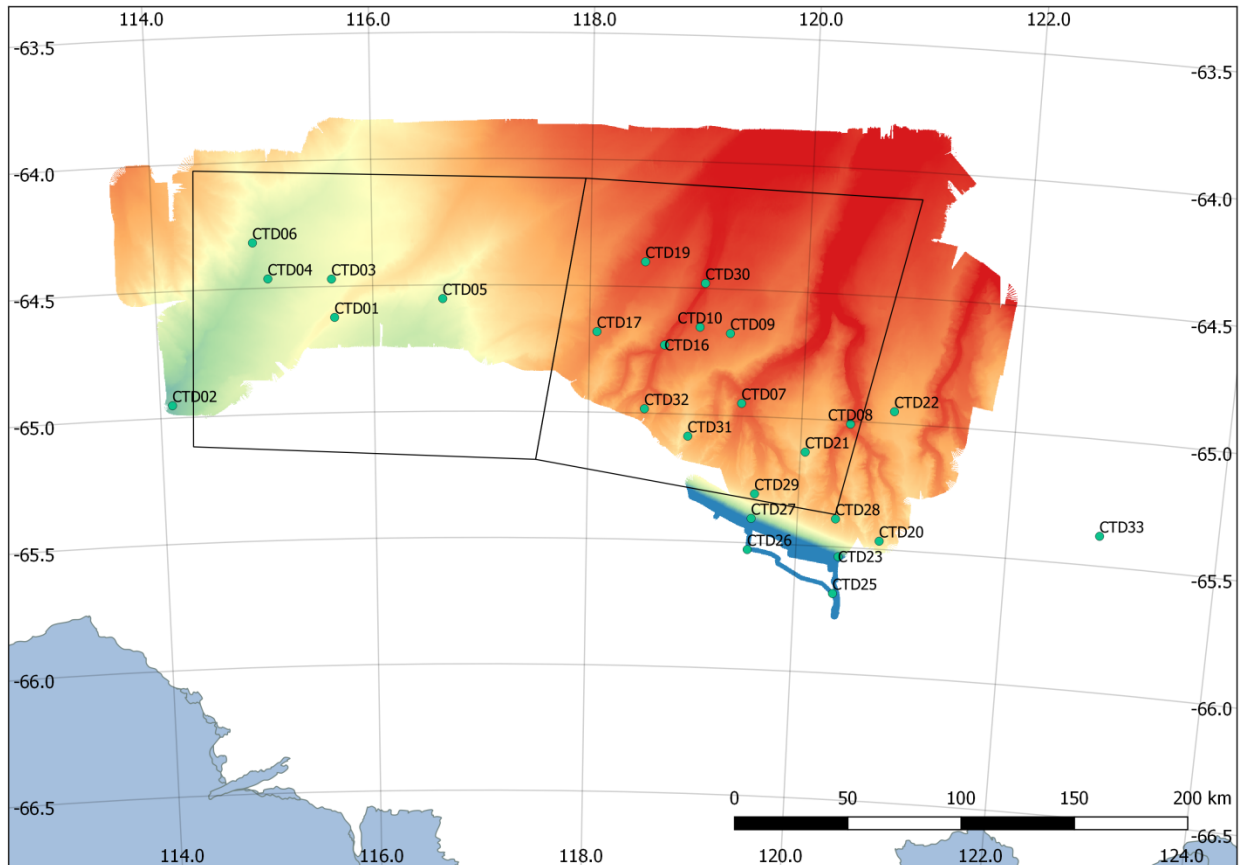 114.0 116.0 118.0 120.0 122.0
-63.5 -63.5
-64.0 -64.0
CTD06
CTD19
CTD04 CTD03 CTD30
CTD05
-64.5 CTD01 CTD17 CTD10 CTD09 -64.5
CTD16
CTD02 CTD32 CTD07 CTD22
CTD08
-65.0 CTD31 -65.0
CTD21
CTD29
CTD27 CTD28
CTD33
-65.5 CTD26 CTD20 -65.5
CTD23
CTD25
-66.0 -66.0
0 50 100 150 200 km
-66.5 -66.5
114.0 116.0 118.0 120.0 122.0 124.0